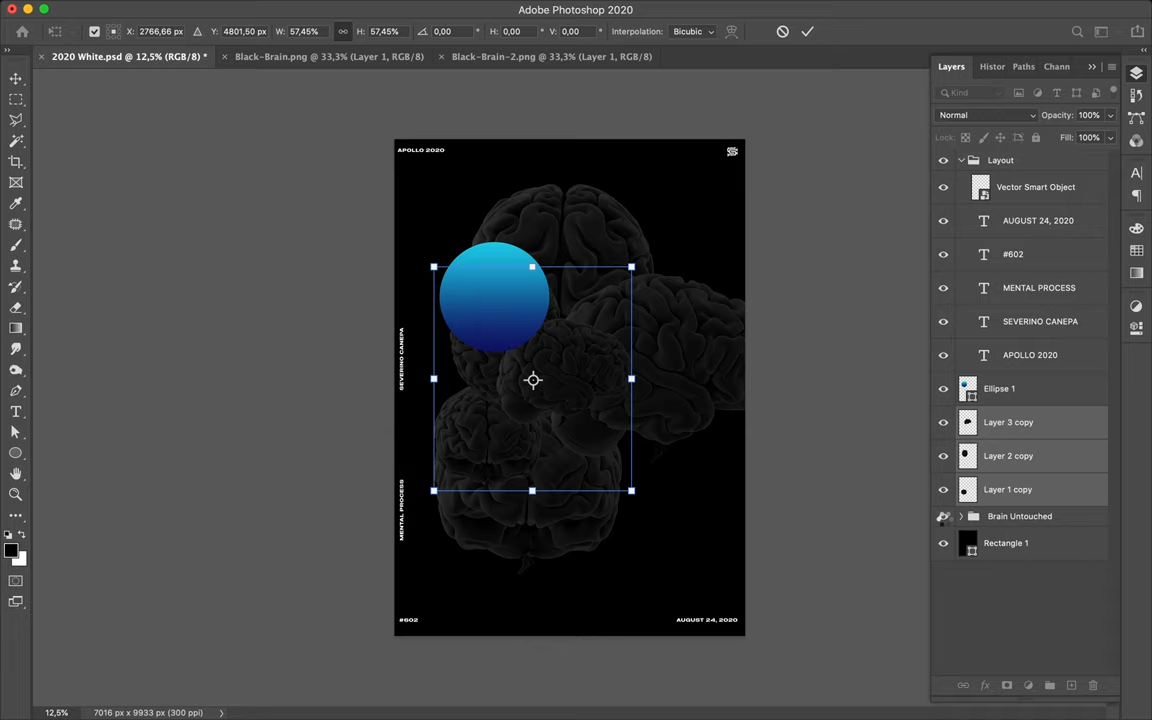 Adobe Photoshop 2020
X: 2766,66 px Y: 4801,50 px W: 57,45% H: 57,45% 0,00 ° H: 0,00 ° V: 0,00 ° Interpolation: Bicubic
2020 White.psd @ 12,5% (RGB/8) * Black-Brain.png @ 33,3% (Layer 1, RGB/8) Black-Brain-2.png @ 33,3% (Layer 1, RGB/8)
Layers Histor Paths Chann
Kind
Normal Opacity: 100%
Lock: Fill: 100%
Layout
Vector Smart Object
AUGUST 24, 2020
#602
MENTAL PROCESS
SEVERINO CANEPA
APOLLO 2020
Ellipse 1
Layer 3 copy
Layer 2 copy
Layer 1 copy
Brain Untouched
Rectangle 1
APOLLO 2020
SEVERINO CANEPA
MENTAL PROCESS
#602 AUGUST 24, 2020
12,5% 7016 px x 9933 px (300 ppi)